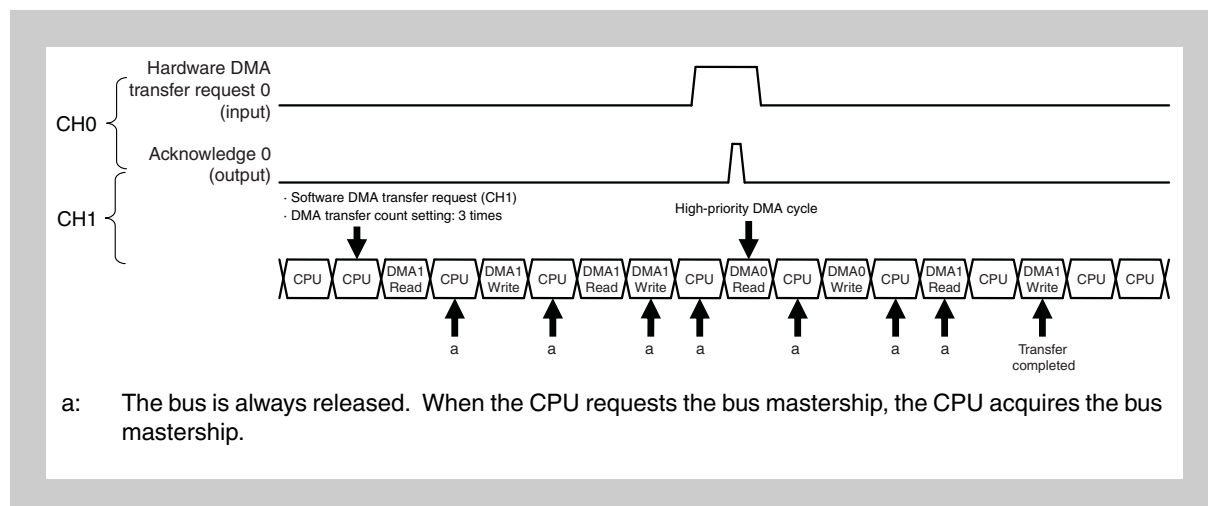 Hardware DMA
transfer request 0
(input)
CH0
Acknowledge 0
(output)
CH1
· Software DMA transfer request (CH1)
· DMA transfer count setting: 3 times
High-priority DMA cycle
CPU CPU DMA1 Read CPU DMA1 Write CPU DMA1 Read DMA1 Write CPU DMA0 Read CPU DMA0 Write CPU DMA1 Read CPU DMA1 Write CPU CPU
a a a a a a a Transfer
completed
a: The bus is always released. When the CPU requests the bus mastership, the CPU acquires the bus
mastership.